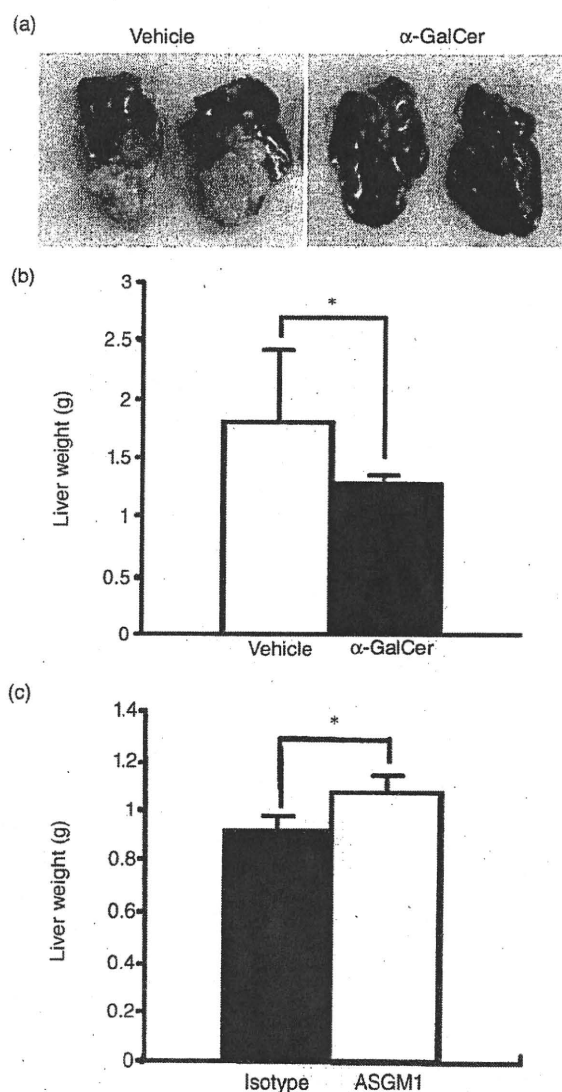 (a)
Vehicle
α-GalCer
(b)
Liver weight (g)
3
2.5
2
1.5
1
0.5
0
*
Vehicle
α-GalCer
(c)
Liver weight (g)
1.4
1.2
1
0.8
0.6
0.4
0.2
0
*
Isotype
ASGM1